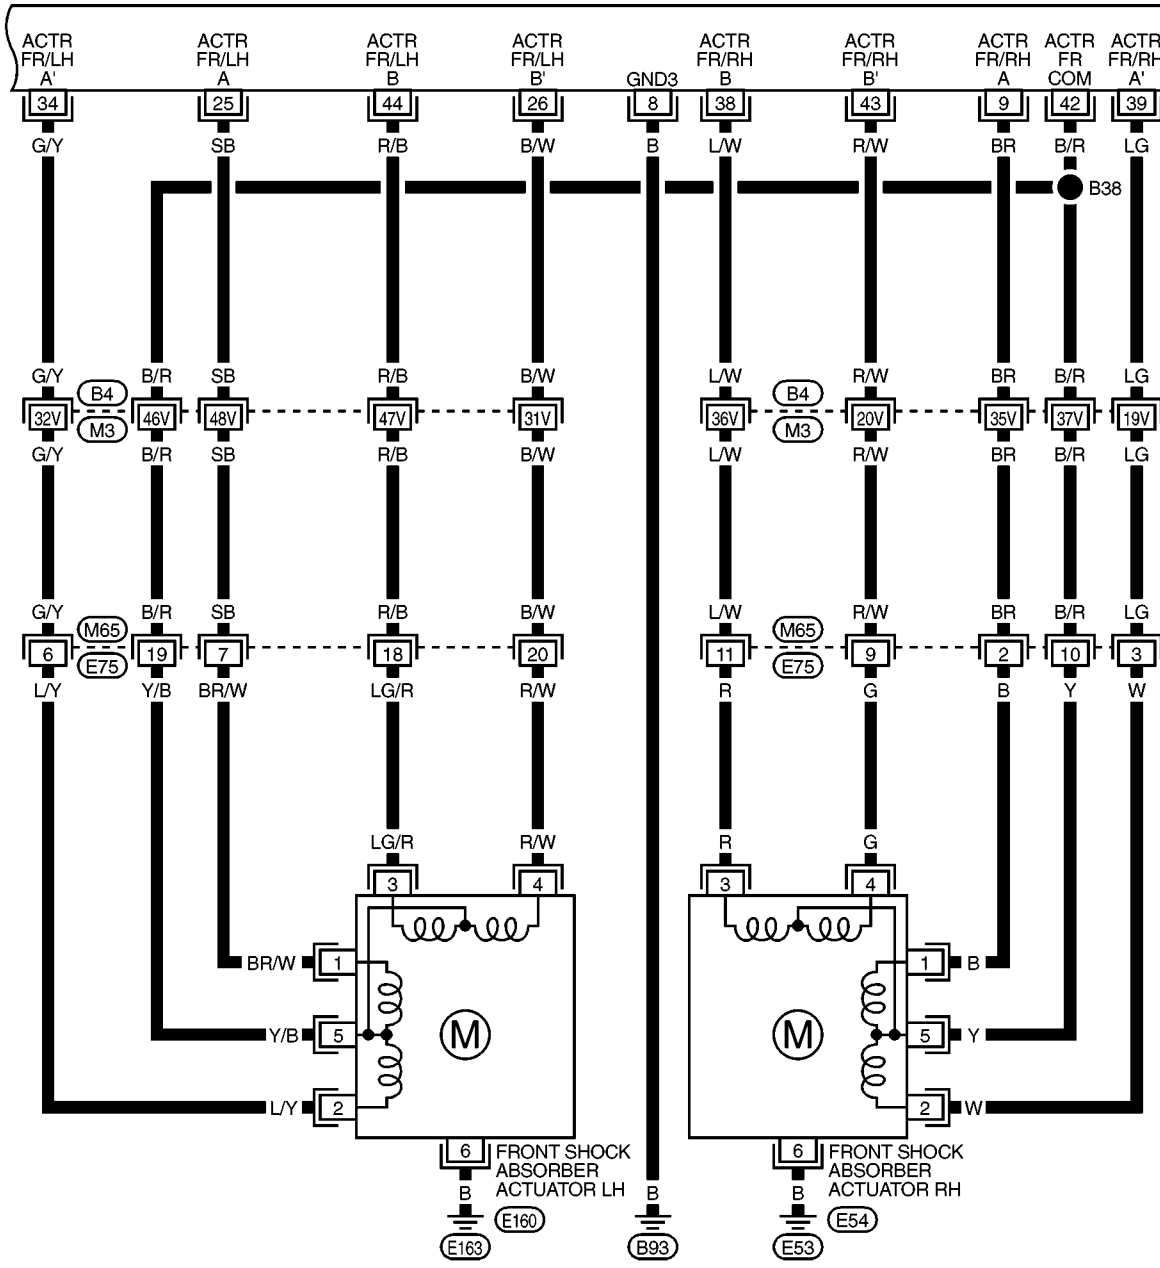 ACTR FR/LH A'
ACTR FR/LH A
ACTR FR/LH B
ACTR FR/LH B'
GND3
ACTR FR/RH B
ACTR FR/RH B'
ACTR FR/RH A
ACTR FR COM
ACTR FR/RH A'
34 25 44 26 8 38 43 9 42 39
G/Y SB R/B B/W B L/W R/W BR B/R LG
B38
G/Y B/R SB R/B B/W L/W R/W BR B/R LG
B4 B4
32V 46V 48V 47V 31V 36V 20V 35V 37V 19V
M3 M3
G/Y B/R SB R/B B/W L/W R/W BR B/R LG
G/Y B/R SB R/B B/W L/W R/W BR B/R LG
M65 M65
6 19 7 18 20 11 9 2 10 3
E75 E75
L/Y Y/B BR/W LG/R R/W R G B Y W
LG/R R/W R G
3 4 3 4
BR/W 1 1 B
Y/B 5 M M 5 Y
L/Y 2 2 W
6 FRONT SHOCK
ABSORBER
ACTUATOR LH
B
E160
E163
B
B93
6 FRONT SHOCK
ABSORBER
ACTUATOR RH
B
E54
E53